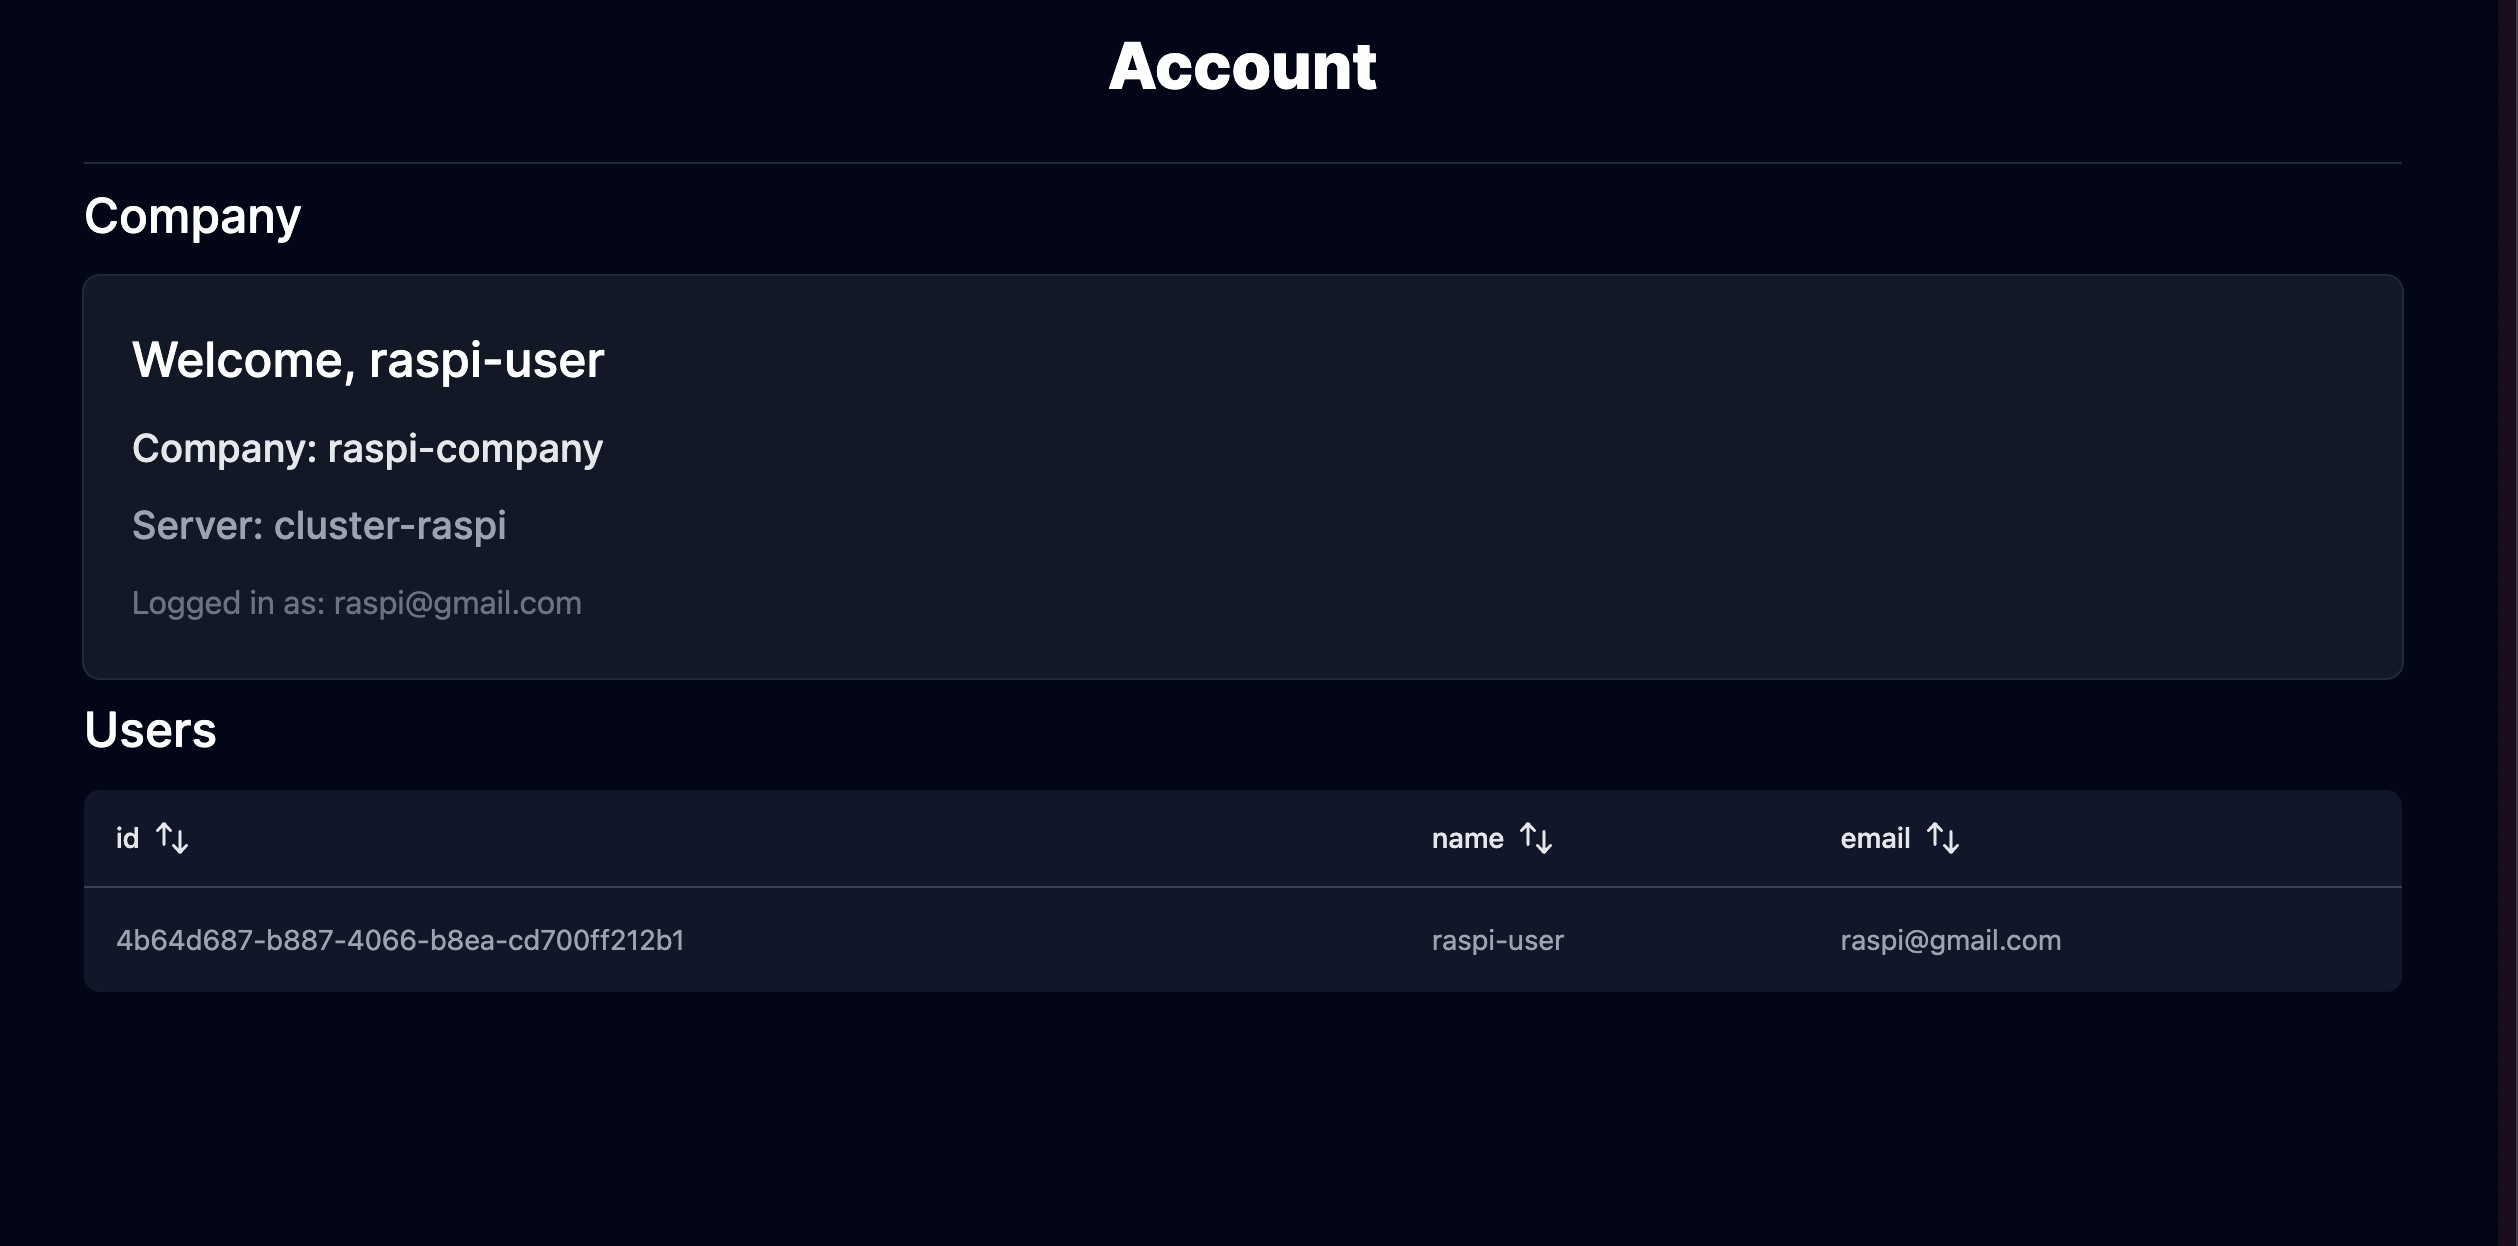 Account
Company
Welcome, raspi-user
Company: raspi-company
Server: cluster-raspi
Logged in as: raspi@gmail.com
Users
id name email
4b64d687-b887-4066-b8ea-cd700ff212b1 raspi-user raspi@gmail.com